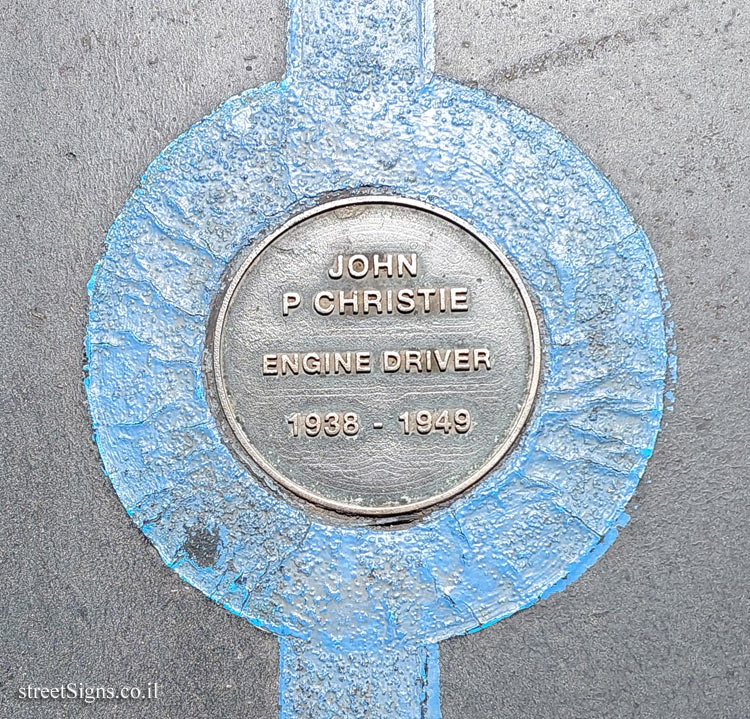 JOHN
P CHRISTIE
ENGINE DRIVER
1938 - 1949
streetSigns.co.il